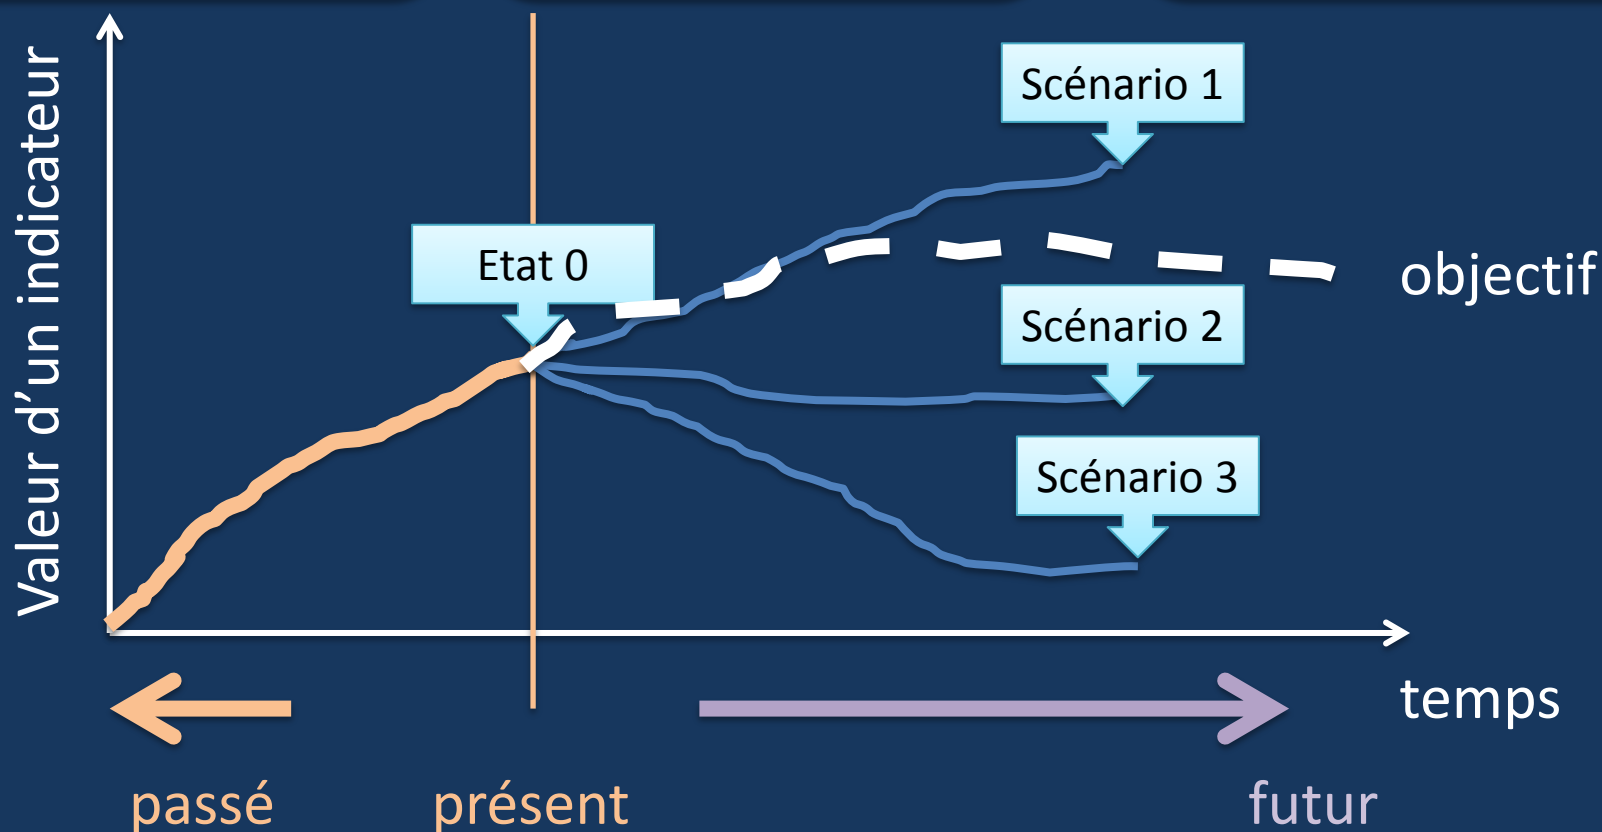 Valeur d’un indicateur
Scénario 1
Etat 0
objectif
Scénario 2
Scénario 3
temps
passé
présent
futur